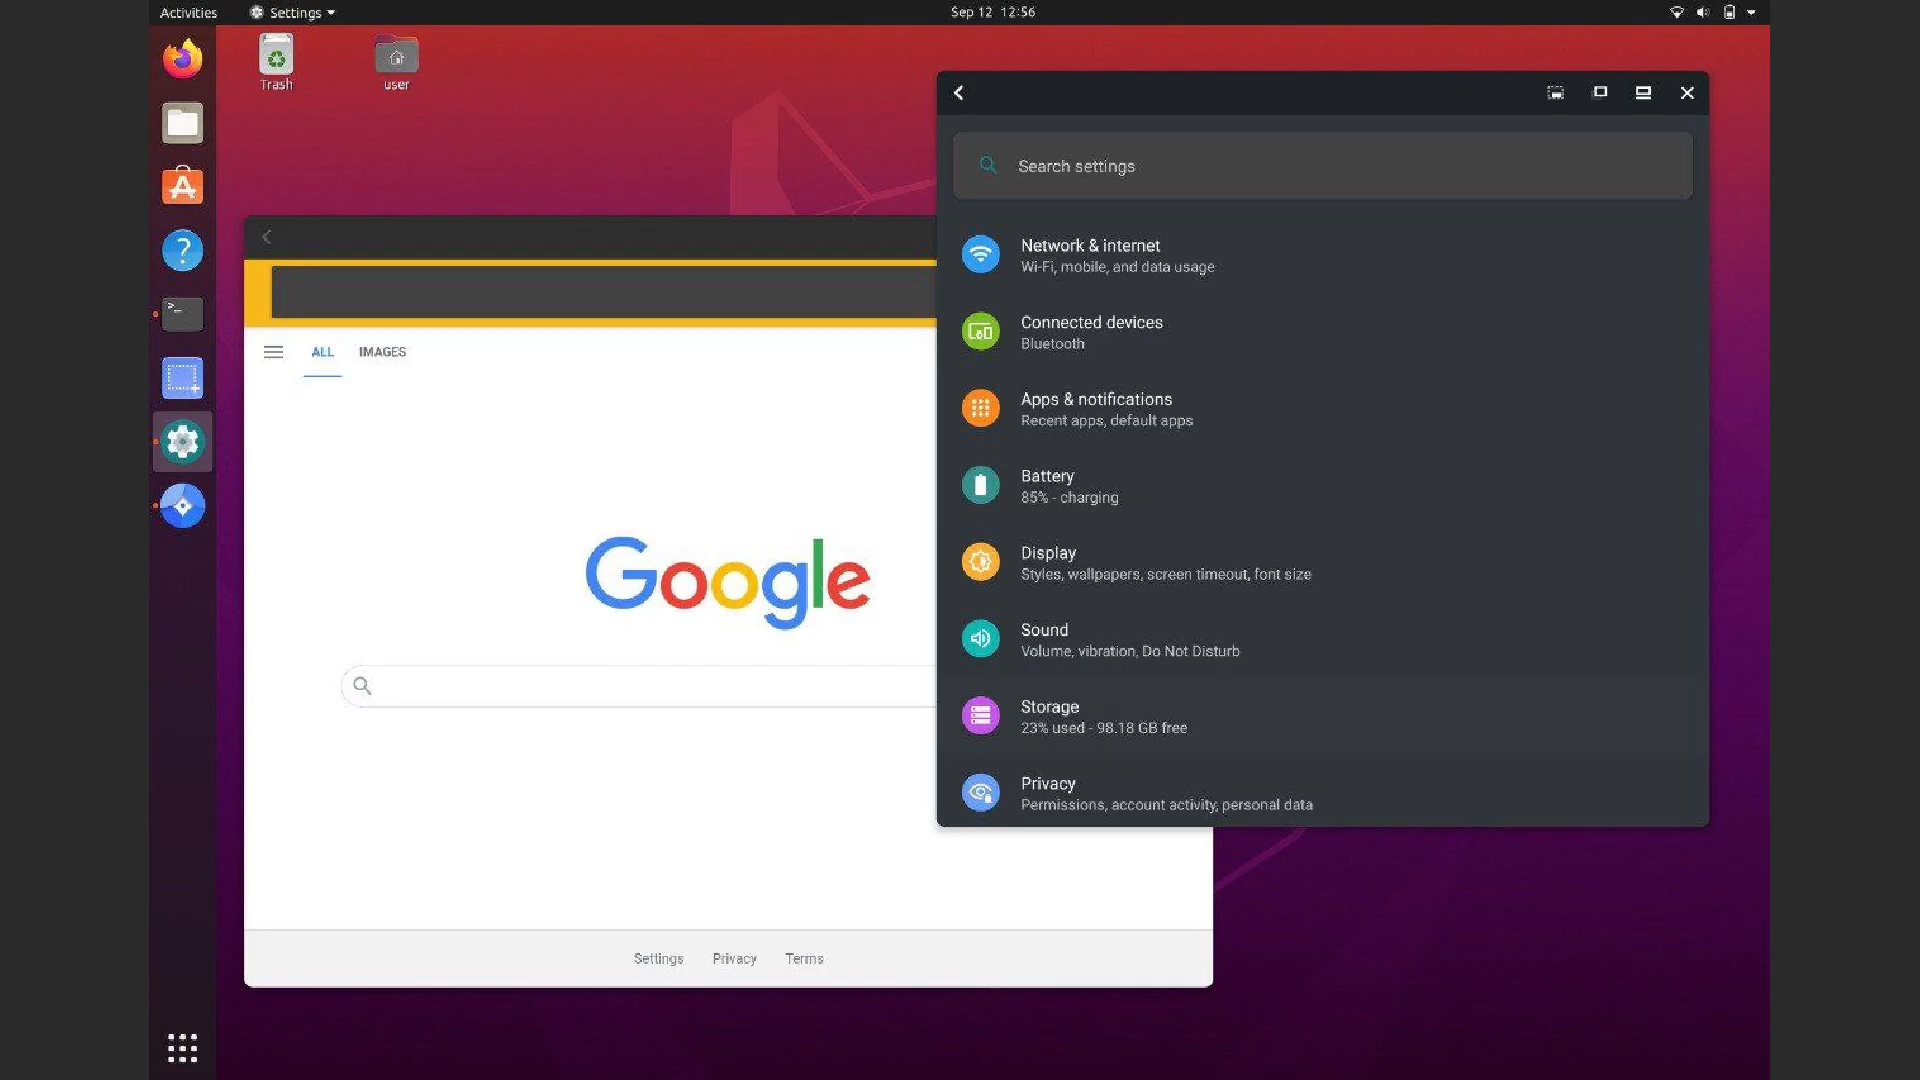 Activities
Settings
Sep 12 12:56
Trash
user
Search settings
Network & internet
Wi-Fi, mobile, and data usage
Connected devices
Bluetooth
Apps & notifications
Recent apps, default apps
Battery
85% - charging
Display
Styles, wallpapers, screen timeout, font size
Sound
Volume, vibration, Do Not Disturb
Storage
23% used - 98.18 GB free
Privacy
Permissions, account activity, personal data
ALL IMAGES
Google
Settings Privacy Terms